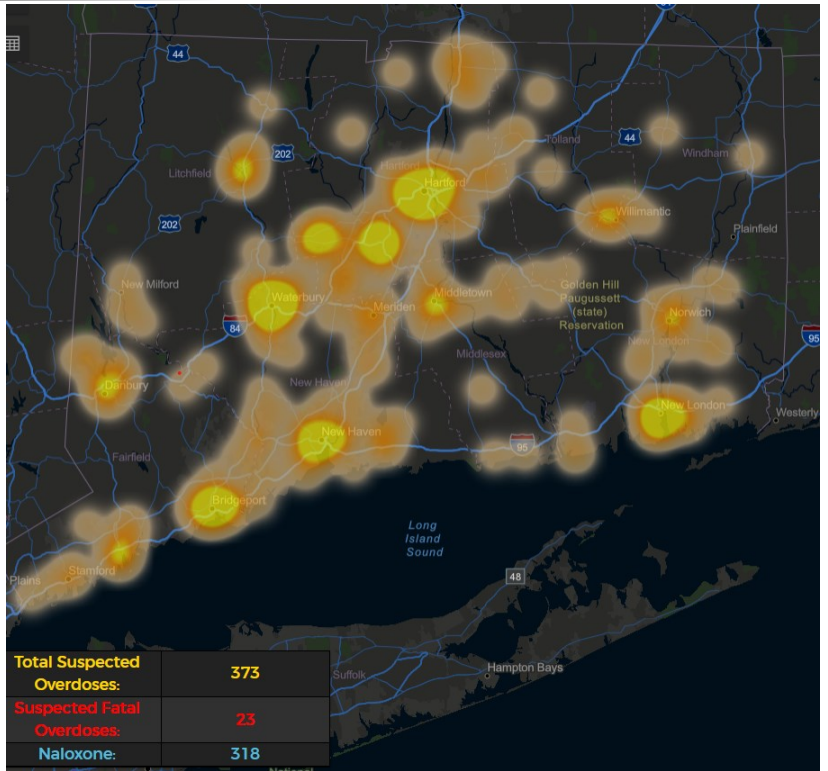 44
202
Litchfield
Hartford
Hartford
Tolland
44
Windham
202
Willimantic
Plainfield
New Milford
Waterbury
Middletown
Golden Hill
Paugussett
(state)
Reservation
Meriden
Norwich
84
New London
95
Middlesex
Danbury
New Haven
New London
Westerly
New Haven
95
Fairfield
Bridgeport
Long
Island
Sound
Plains
Stamford
48
Suffolk
Hampton Bays
Total Suspected
Overdoses:
373
Suspected Fatal
Overdoses:
23
Naloxone:
318
National